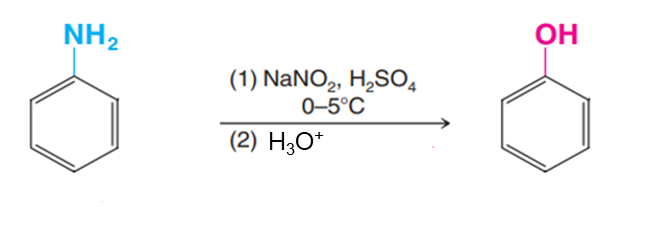 NH₂
(1) NaNO₂, H₂SO₄
0–5°C
(2) H₃O⁺
OH